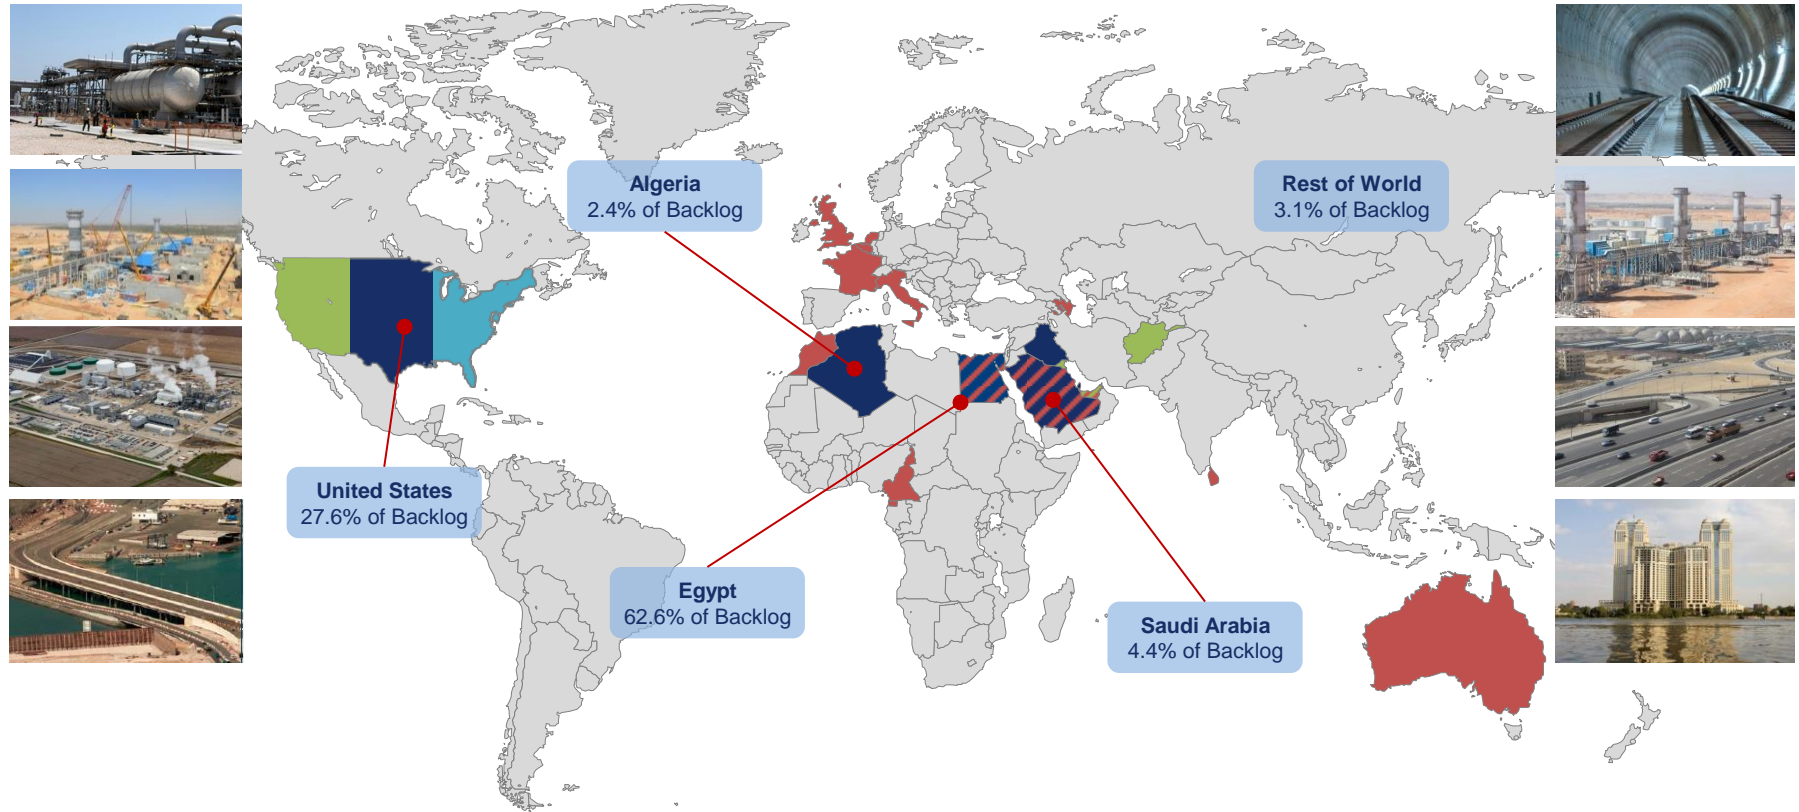 Algeria
2.4% of Backlog
Rest of World
3.1% of Backlog
United States
27.6% of Backlog
Egypt
62.6% of Backlog
Saudi Arabia
4.4% of Backlog